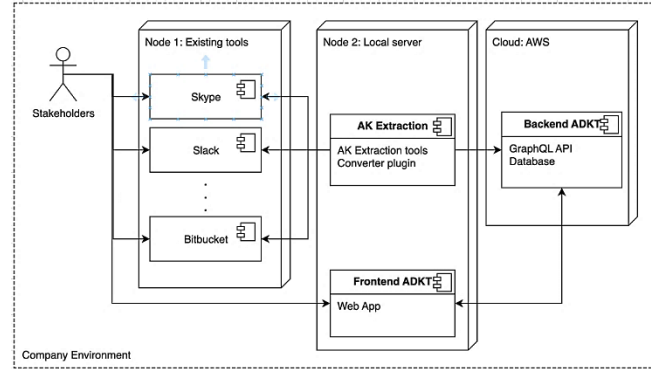 Node 1: Existing tools
Node 2: Local server
Cloud: AWS
Stakeholders
Skype
Slack
Bitbucket
AK Extraction
AK Extraction tools
Converter plugin
Backend ADKT
GraphQL API
Database
Frontend ADKT
Web App
Company Environment